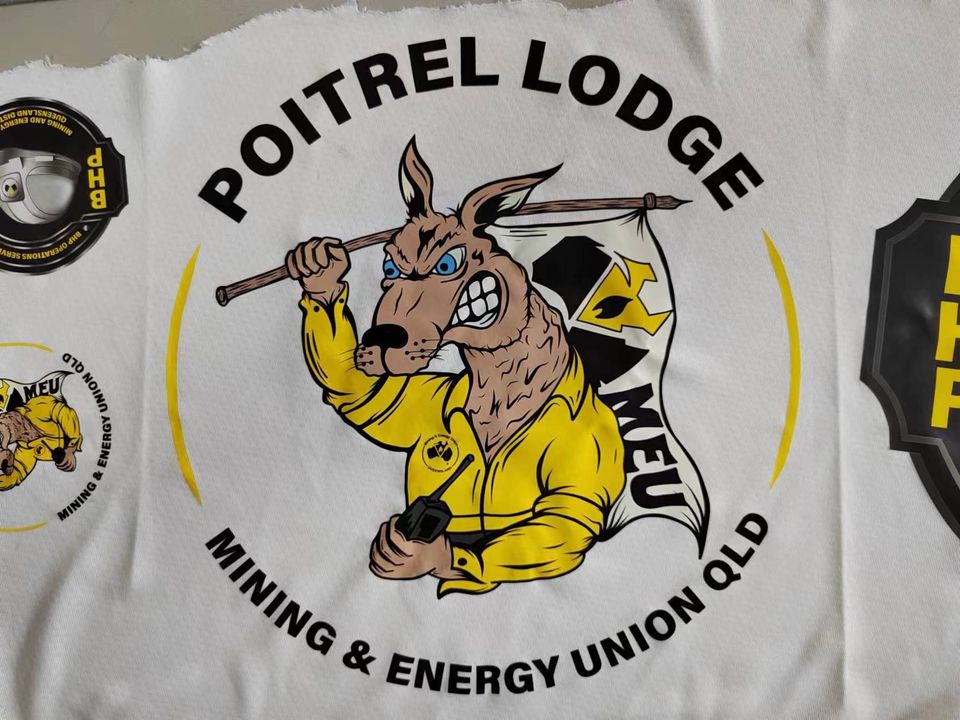 POITREL LODGE
MEU
MINING & ENERGY UNION QLD
MINING AND ENERGY
QUEENSLAND DIST
BHP
BHP OPERATIONS SERVI
MEU
MINING & ENERGY UNION QLD
H